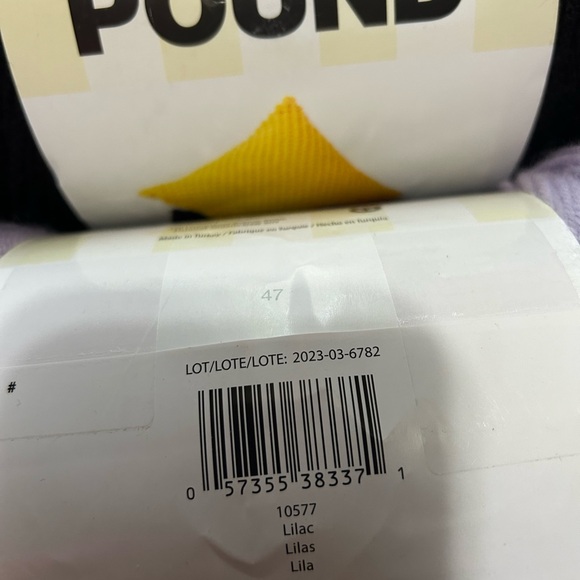 POUND
Made in Turkey / Fabriqué en Turquie / Hecho en Turquía
47
LOT/LOTE/LOTE: 2023-03-6782
#
0 57355 38337 1
10577
Lilac
Lilas
Lila